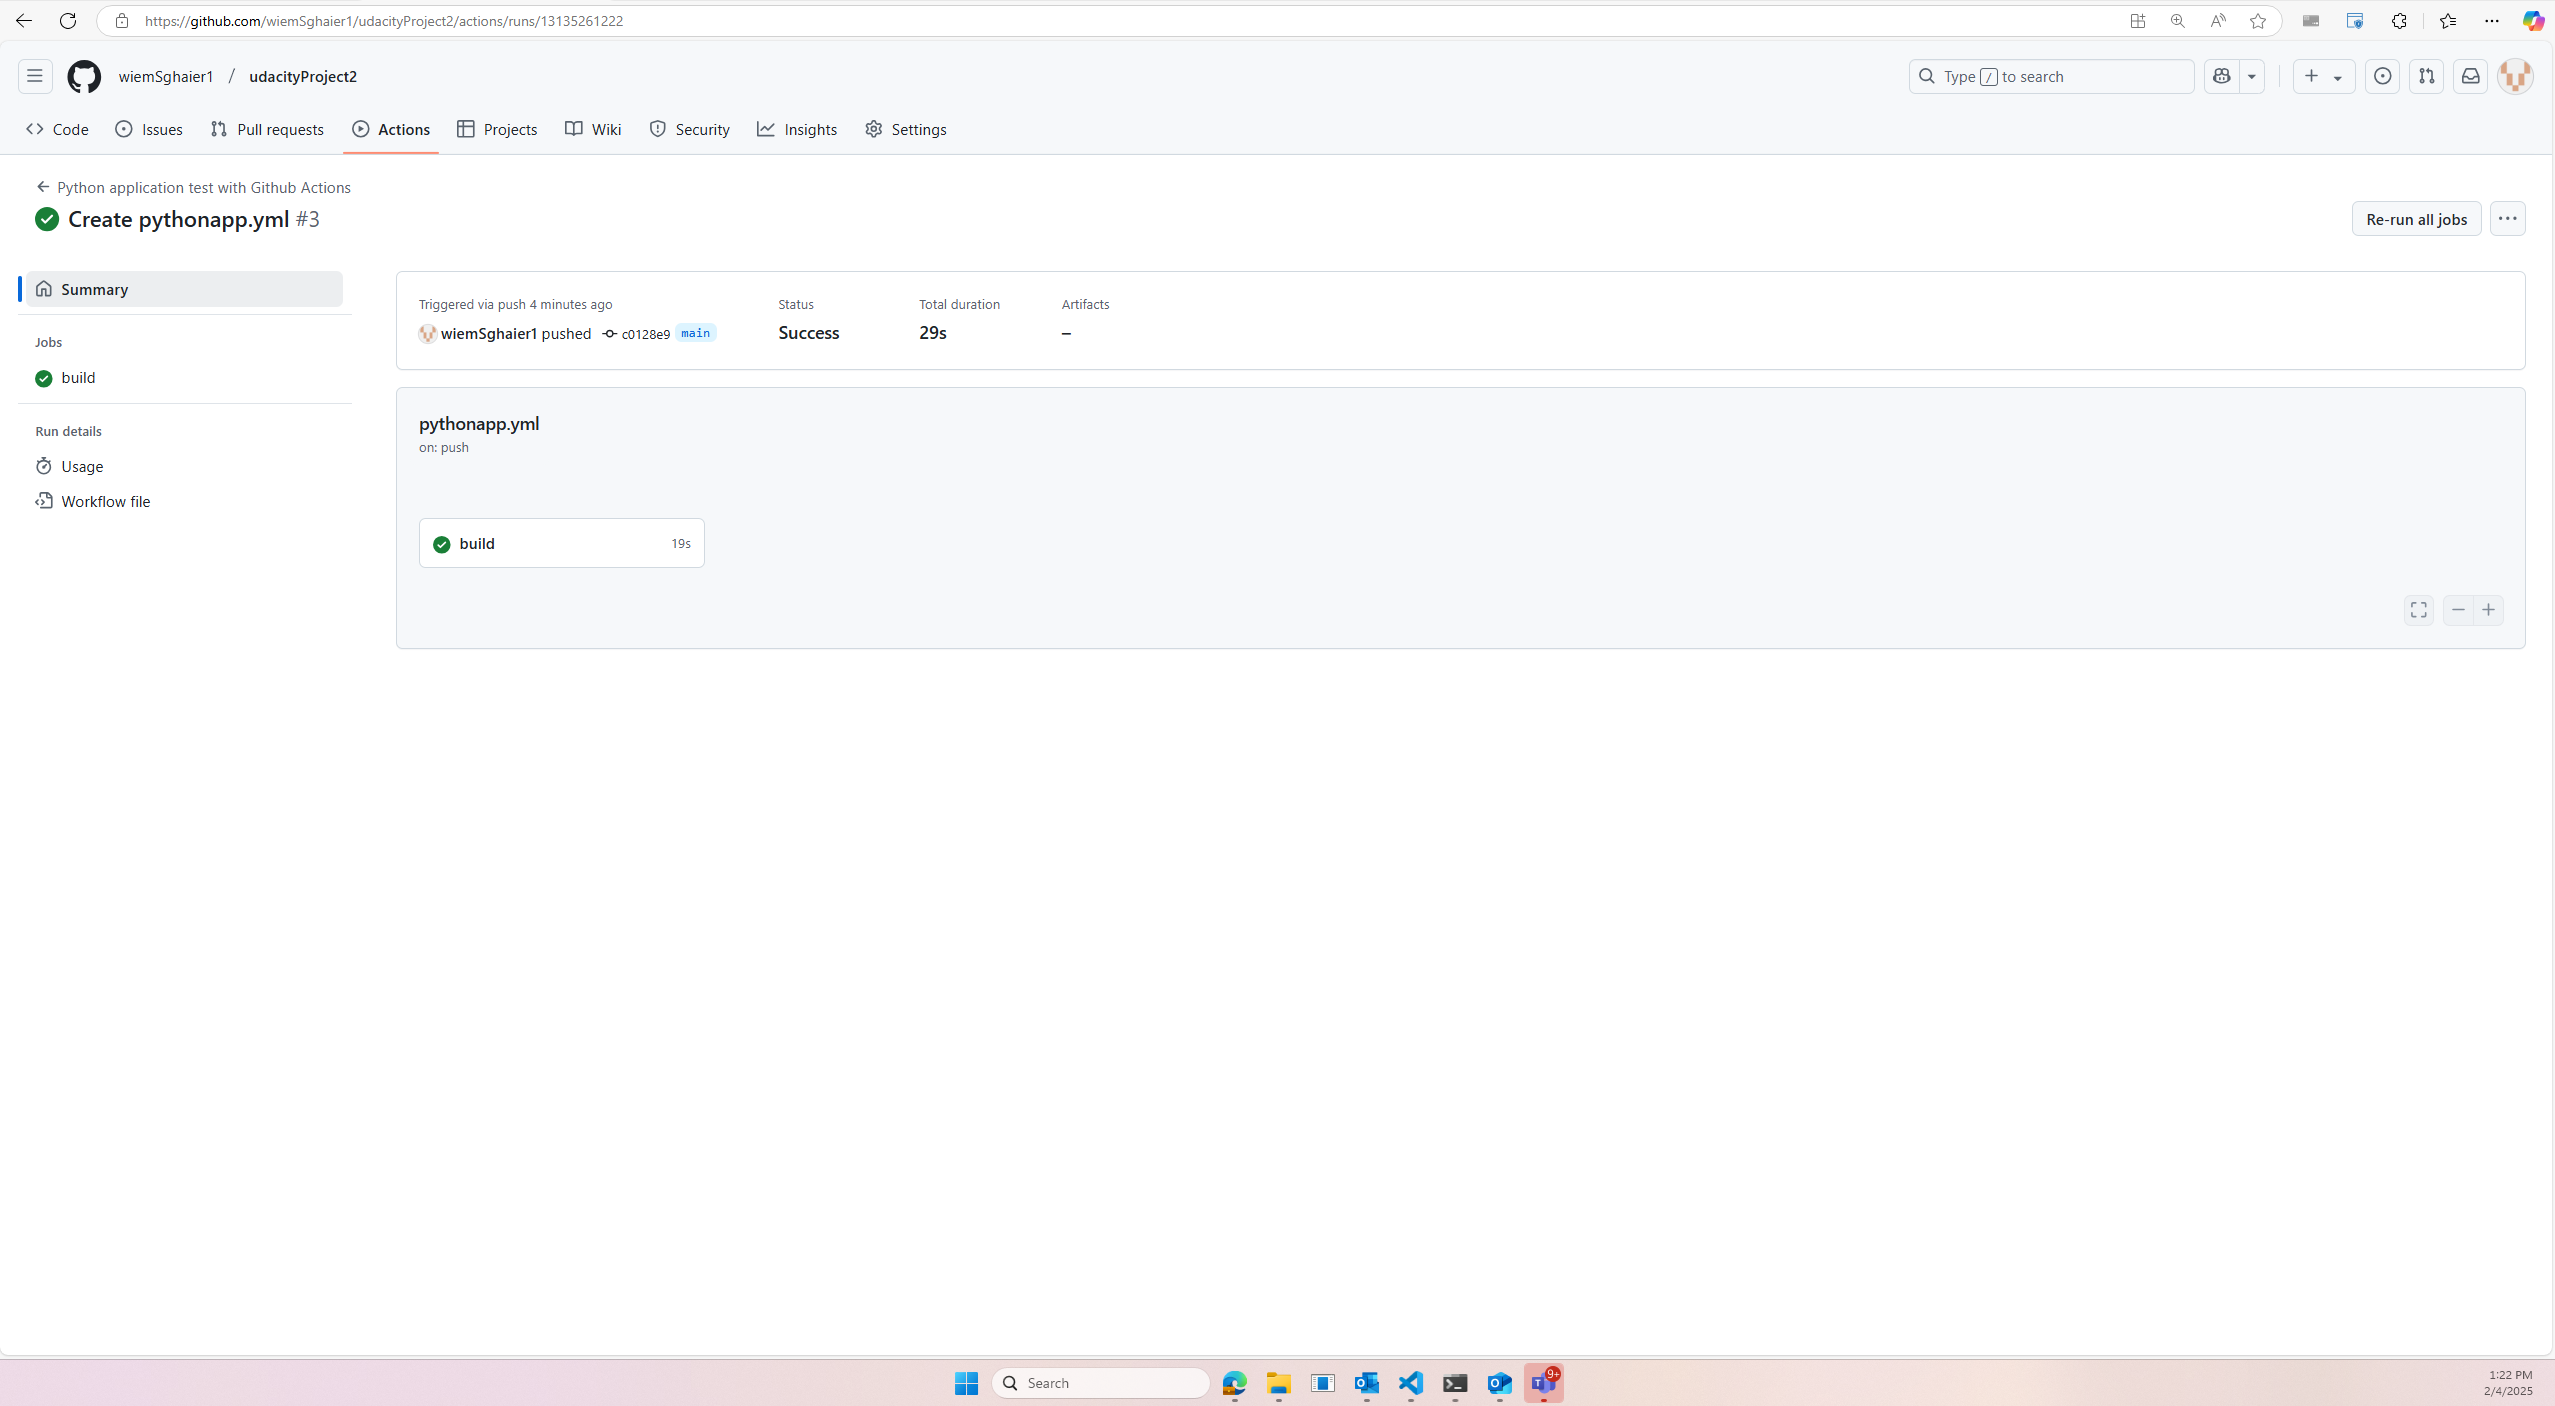 https://github.com/wiemSghaier1/udacityProject2/actions/runs/13135261222
wiemSghaier1 / udacityProject2
Type / to search
Code Issues Pull requests Actions Projects Wiki Security Insights Settings
Python application test with Github Actions
Create pythonapp.yml #3
Re-run all jobs
Summary
Jobs
build
Run details
Usage
Workflow file
Triggered via push 4 minutes ago
wiemSghaier1 pushed c0128e9 main
Status
Success
Total duration
29s
Artifacts
–
pythonapp.yml
on: push
build 19s
Search
9+
1:22 PM
2/4/2025